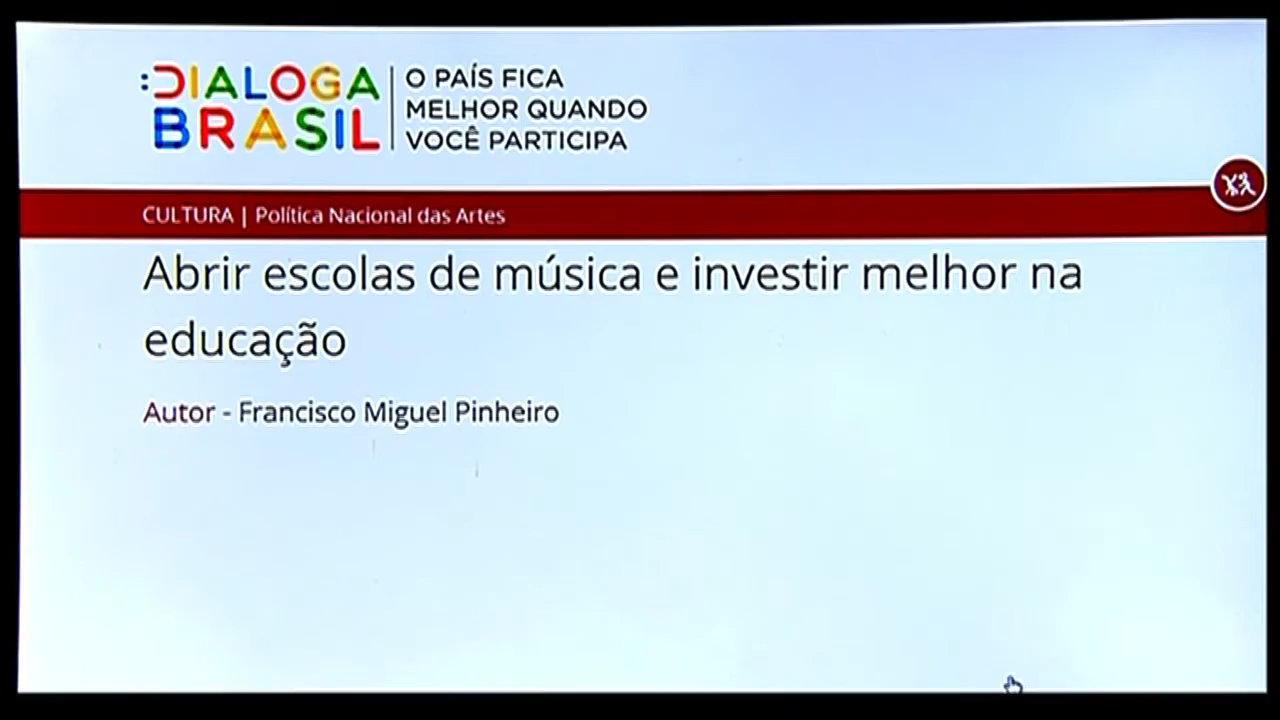 :DIALOGA
BRASIL
O PAÍS FICA
MELHOR QUANDO
VOCÊ PARTICIPA
CULTURA | Política Nacional das Artes
Abrir escolas de música e investir melhor na
educação
Autor - Francisco Miguel Pinheiro